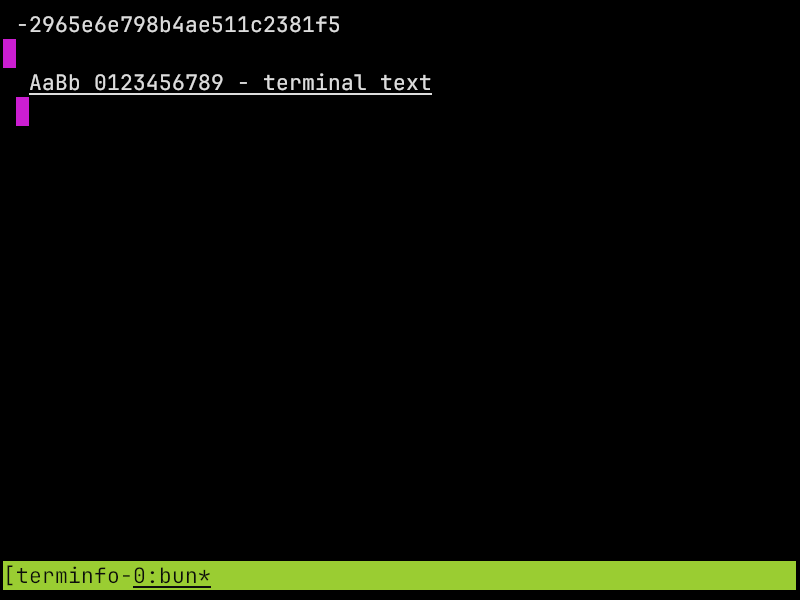 -2965e6e798b4ae511c2381f5
AaBb 0123456789 - terminal text
[terminfo-0:bun*